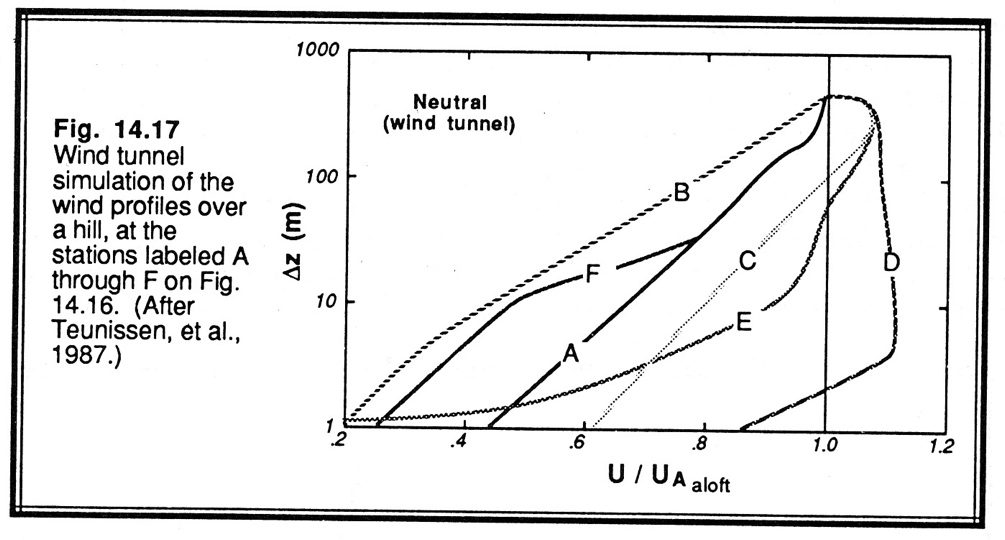 Fig. 14.17
Wind tunnel
simulation of the
wind profiles over
a hill, at the
stations labeled A
through F on Fig.
14.16. (After
Teunissen, et al.,
1987.)
Δz (m)
1000
100
10
1
Neutral
(wind tunnel)
B
F
A
C
E
D
.2 .4 .6 .8 1.0 1.2
U / UA aloft